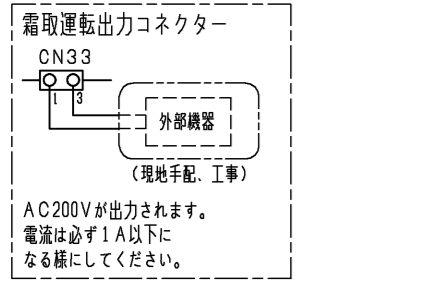 霜取運転出力コネクター
CN33
1 3
外部機器
(現地手配、工事)
AC200Vが出力されます。
電流は必ず1A以下に
なる様にしてください。